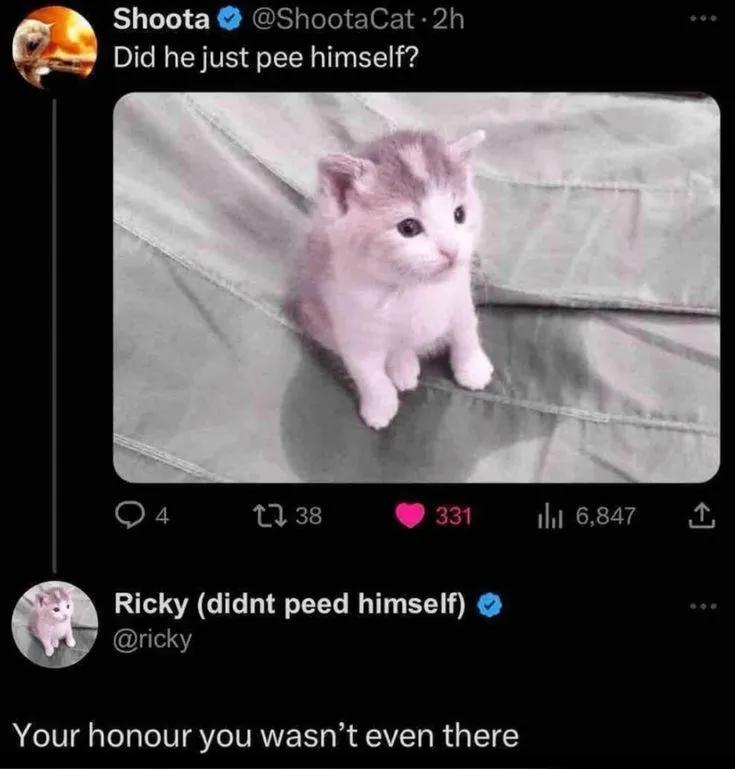 Shoota @ShootaCat · 2h
Did he just pee himself?
4 38 331 6,847
Ricky (didnt peed himself)
@ricky
Your honour you wasn't even there